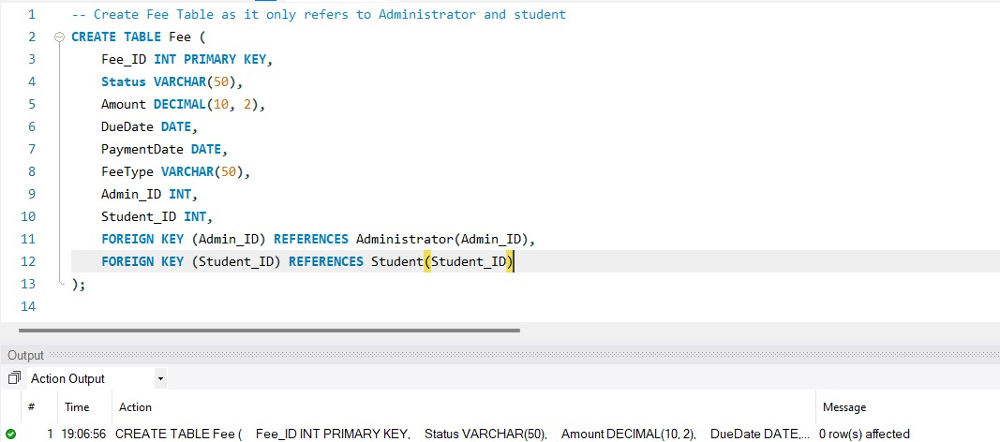 1 -- Create Fee Table as it only refers to Administrator and student
2 CREATE TABLE Fee (
3 Fee_ID INT PRIMARY KEY,
4 Status VARCHAR(50),
5 Amount DECIMAL(10, 2),
6 DueDate DATE,
7 PaymentDate DATE,
8 FeeType VARCHAR(50),
9 Admin_ID INT,
10 Student_ID INT,
11 FOREIGN KEY (Admin_ID) REFERENCES Administrator(Admin_ID),
12 FOREIGN KEY (Student_ID) REFERENCES Student(Student_ID)
13 );
14
Output
Action Output
# Time Action Message
1 19:06:56 CREATE TABLE Fee ( Fee_ID INT PRIMARY KEY, Status VARCHAR(50), Amount DECIMAL(10, 2), DueDate DATE,... 0 row(s) affected